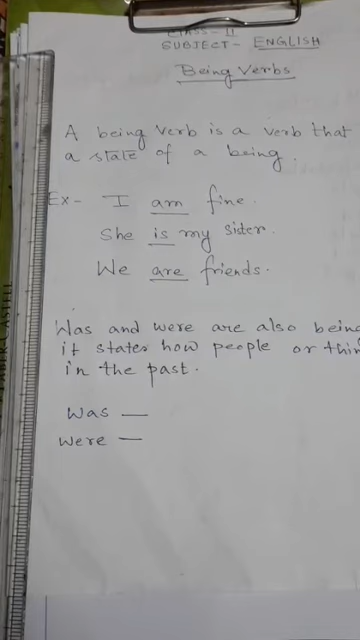 CLASS - II
SUBJECT - ENGLISH
Being Verbs
A being verb is a verb that
a state of a being.
Ex - I am fine.
She is my sister.
We are friends.
Was and were are also being
it states how people or thin
in the past.
Was —
Were —